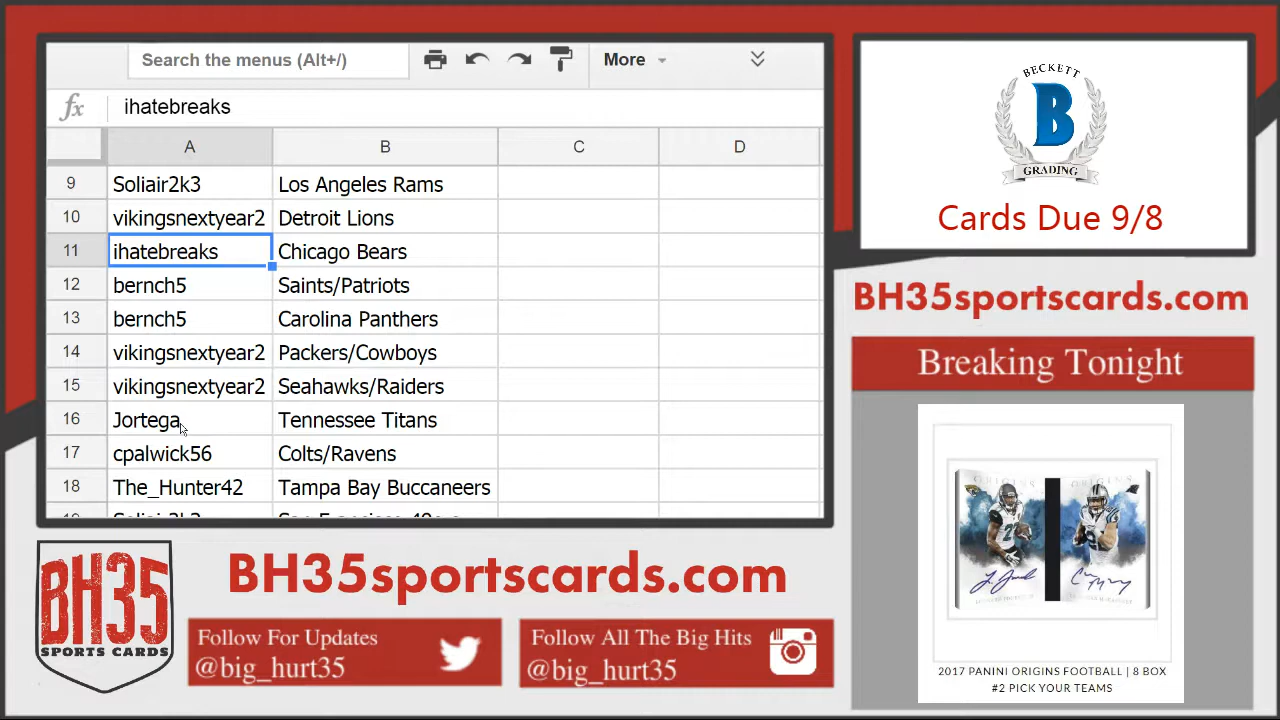 Search the menus (Alt+/)
More
fx ihatebreaks
A B C D
9 Soliair2k3 Los Angeles Rams
10 vikingsnextyear2 Detroit Lions
11 ihatebreaks Chicago Bears
12 bernch5 Saints/Patriots
13 bernch5 Carolina Panthers
14 vikingsnextyear2 Packers/Cowboys
15 vikingsnextyear2 Seahawks/Raiders
16 Jortega Tennessee Titans
17 cpalwick56 Colts/Ravens
18 The_Hunter42 Tampa Bay Buccaneers
BECKETT
B
GRADING
Cards Due 9/8
BH35sportscards.com
Breaking Tonight
ORIGINS ORIGINS
2017 PANINI ORIGINS FOOTBALL | 8 BOX
#2 PICK YOUR TEAMS
BH35
SPORTS CARDS
BH35sportscards.com
Follow For Updates
@big_hurt35
Follow All The Big Hits
@big_hurt35